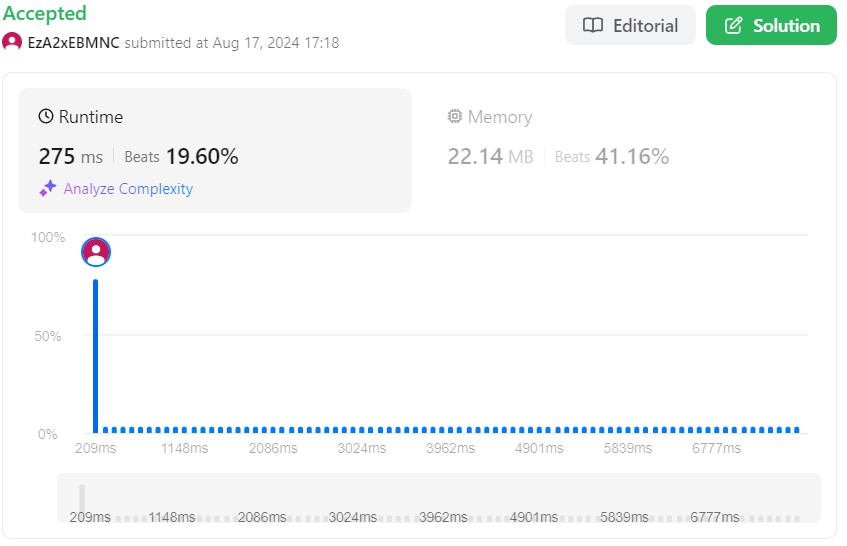 Accepted
Editorial
Solution
EzA2xEBMNC submitted at Aug 17, 2024 17:18
Runtime
Memory
275 ms Beats 19.60%
22.14 MB Beats 41.16%
Analyze Complexity
100%
50%
0%
209ms 1148ms 2086ms 3024ms 3962ms 4901ms 5839ms 6777ms
209ms 1148ms 2086ms 3024ms 3962ms 4901ms 5839ms 6777ms